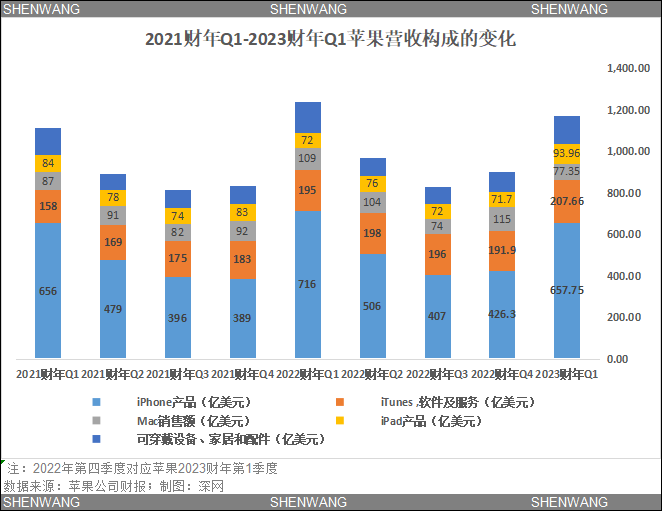 SHENWANG SHENWANG
2021财年Q1-2023财年Q1苹果营收构成的变化
1,400.00
1,200.00
1,000.00
800.00
600.00
400.00
200.00
0.00
84 78 74 83 72 76 72 71.7 93.96
87 91 82 92 109 104 74 115 77.35
158 169 175 183 195 198 196 191.9 207.66
656 479 396 389 716 506 407 426.3 657.75
2021财年Q1 2021财年Q2 2021财年Q3 2021财年Q4 2022财年Q1 2022财年Q2 2022财年Q3 2022财年Q4 2023财年Q1
iPhone产品（亿美元） iTunes ,软件及服务（亿美元）
Mac销售额（亿美元） iPad产品（亿美元）
可穿戴设备、家居和配件（亿美元）
注：2022年第四季度对应苹果2023财年第1季度
数据来源：苹果公司财报；制图：深网
SHENWANG SHENWANG